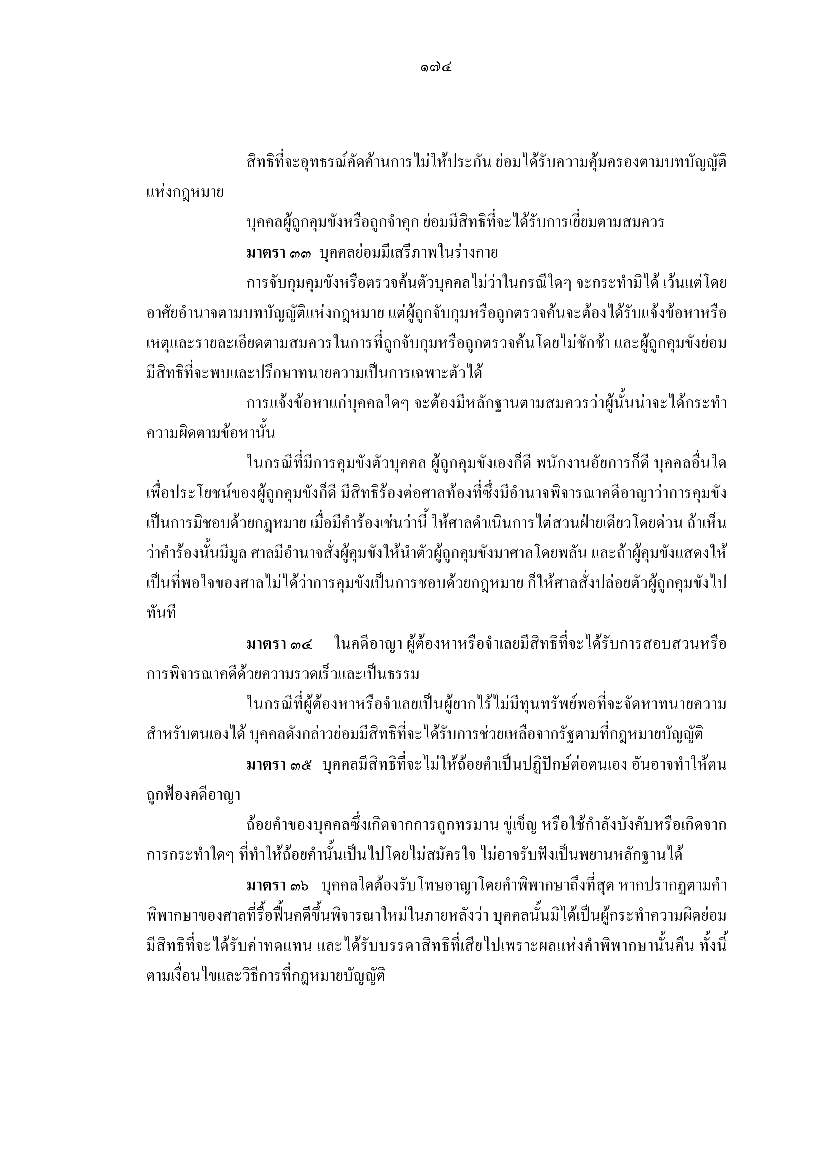 ๑๗๔
สิทธิที่จะอุทธรณ์คัดค้านการไม่ให้ประกัน ย่อมได้รับความคุ้มครองตามบทบัญญัติ
แห่งกฎหมาย
บุคคลผู้ถูกคุมขังหรือถูกจำคุก ย่อมมีสิทธิที่จะได้รับการเยี่ยมตามสมควร
มาตรา ๓๓ บุคคลย่อมมีเสรีภาพในร่างกาย
การจับกุมคุมขังหรือตรวจค้นตัวบุคคลไม่ว่าในกรณีใดๆ จะกระทำมิได้ เว้นแต่โดย
อาศัยอำนาจตามบทบัญญัติแห่งกฎหมาย แต่ผู้ถูกจับกุมหรือถูกตรวจค้นจะต้องได้รับแจ้งข้อหาหรือ
เหตุและรายละเอียดตามสมควรในการที่ถูกจับกุมหรือถูกตรวจค้นโดยไม่ชักช้า และผู้ถูกคุมขังย่อม
มีสิทธิที่จะพบและปรึกษาทนายความเป็นการเฉพาะตัวได้
การแจ้งข้อหาแก่บุคคลใดๆ จะต้องมีหลักฐานตามสมควรว่าผู้นั้นน่าจะได้กระทำ
ความผิดตามข้อหานั้น
ในกรณีที่มีการคุมขังตัวบุคคล ผู้ถูกคุมขังเองก็ดี พนักงานอัยการก็ดี บุคคลอื่นใด
เพื่อประโยชน์ของผู้ถูกคุมขังก็ดี มีสิทธิร้องต่อศาลท้องที่ซึ่งมีอำนาจพิจารณาคดีอาญาว่าการคุมขัง
เป็นการมิชอบด้วยกฎหมาย เมื่อมีคำร้องเช่นว่านี้ ให้ศาลดำเนินการไต่สวนฝ่ายเดียวโดยด่วน ถ้าเห็น
ว่าคำร้องนั้นมีมูล ศาลมีอำนาจสั่งผู้คุมขังให้นำตัวผู้ถูกคุมขังมาศาลโดยพลัน และถ้าผู้คุมขังแสดงให้
เป็นที่พอใจของศาลไม่ได้ว่าการคุมขังเป็นการชอบด้วยกฎหมาย ก็ให้ศาลสั่งปล่อยตัวผู้ถูกคุมขังไป
ทันที
มาตรา ๓๔ ในคดีอาญา ผู้ต้องหาหรือจำเลยมีสิทธิที่จะได้รับการสอบสวนหรือ
การพิจารณาคดีด้วยความรวดเร็วและเป็นธรรม
ในกรณีที่ผู้ต้องหาหรือจำเลยเป็นผู้ยากไร้ไม่มีทุนทรัพย์พอที่จะจัดหาทนายความ
สำหรับตนเองได้ บุคคลดังกล่าวย่อมมีสิทธิที่จะได้รับการช่วยเหลือจากรัฐตามที่กฎหมายบัญญัติ
มาตรา ๓๕ บุคคลมีสิทธิที่จะไม่ให้ถ้อยคำเป็นปฏิปักษ์ต่อตนเอง อันอาจทำให้ตน
ถูกฟ้องคดีอาญา
ถ้อยคำของบุคคลซึ่งเกิดจากการถูกทรมาน ขู่เข็ญ หรือใช้กำลังบังคับหรือเกิดจาก
การกระทำใดๆ ที่ทำให้ถ้อยคำนั้นเป็นไปโดยไม่สมัครใจ ไม่อาจรับฟังเป็นพยานหลักฐานได้
มาตรา ๓๖ บุคคลใดต้องรับโทษอาญาโดยคำพิพากษาถึงที่สุด หากปรากฏตามคำ
พิพากษาของศาลที่รื้อฟื้นคดีขึ้นพิจารณาใหม่ในภายหลังว่า บุคคลนั้นมิได้เป็นผู้กระทำความผิดย่อม
มีสิทธิที่จะได้รับค่าทดแทน และได้รับบรรดาสิทธิที่เสียไปเพราะผลแห่งคำพิพากษานั้นคืน ทั้งนี้
ตามเงื่อนไขและวิธีการที่กฎหมายบัญญัติ